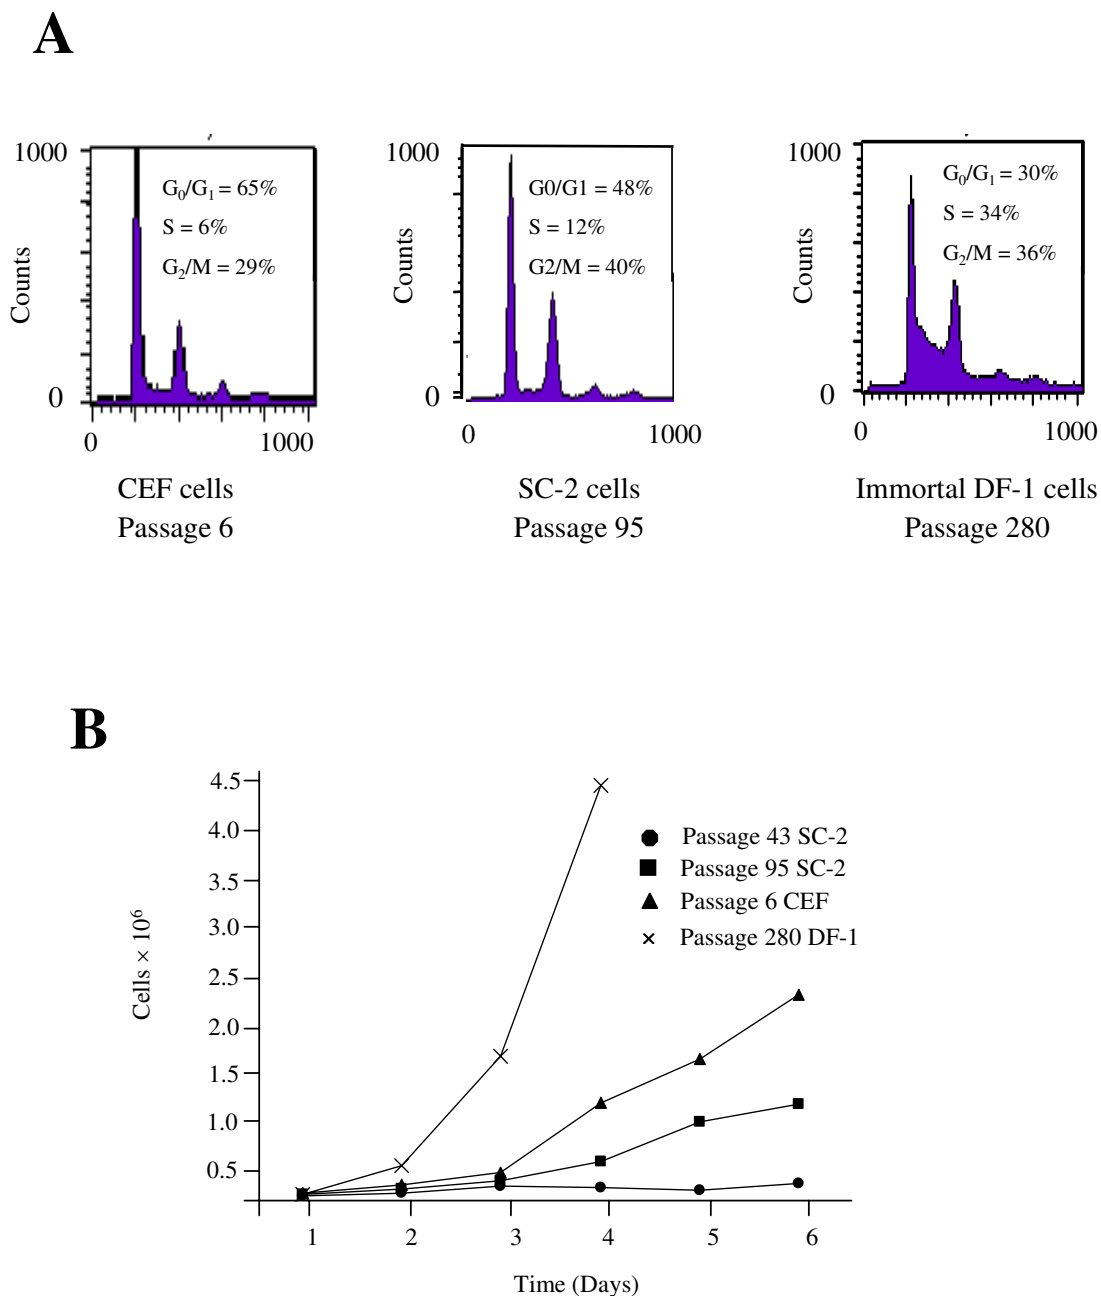 A
1000
G₀/G₁ = 65%
S = 6%
G₂/M = 29%
Counts
0
0 1000
CEF cells
Passage 6
1000
G0/G1 = 48%
S = 12%
G2/M = 40%
Counts
0
0 1000
SC-2 cells
Passage 95
1000
G₀/G₁ = 30%
S = 34%
G₂/M = 36%
Counts
0
0 1000
Immortal DF-1 cells
Passage 280
B
4.5
4.0
3.5
3.0
2.5
2.0
1.5
1.0
0.5
Cells × 10⁶
Passage 43 SC-2
Passage 95 SC-2
Passage 6 CEF
Passage 280 DF-1
1 2 3 4 5 6
Time (Days)